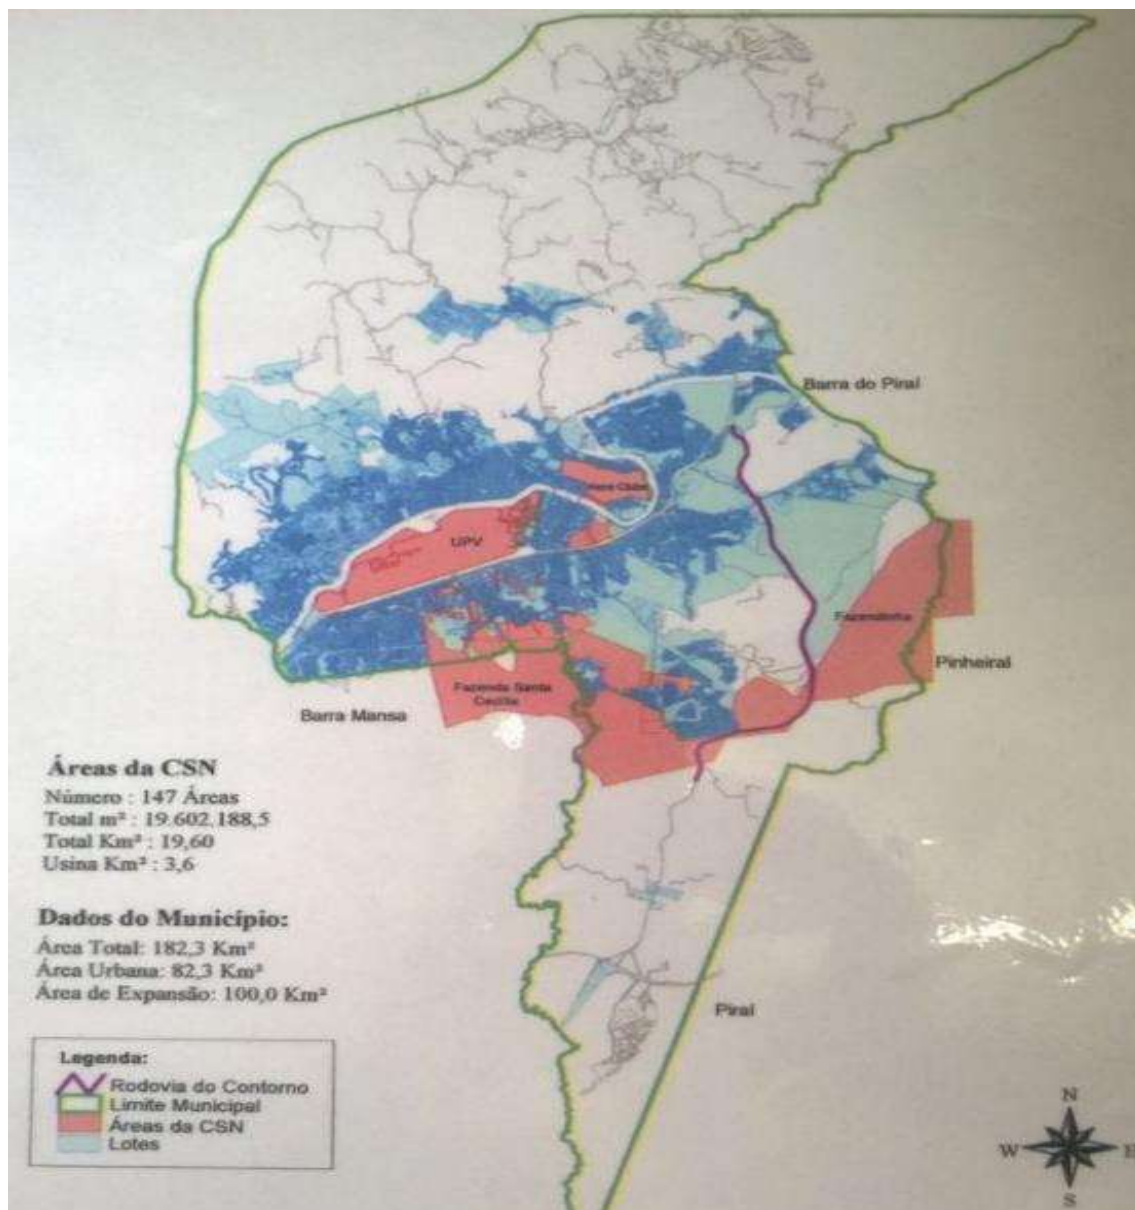 Barra do Piraí
UPV
Fazendinha
Pinheiral
Fazenda Santa
Cecília
Barra Mansa
Áreas da CSN
Número : 147 Áreas
Total m² : 19.602.188,5
Total Km² : 19,60
Usina Km² : 3,6
Dados do Município:
Área Total: 182,3 Km²
Área Urbana: 82,3 Km²
Área de Expansão: 100,0 Km²
Piraí
Legenda:
Rodovia do Contorno
Limite Municipal
Áreas da CSN
Lotes
N
W E
S